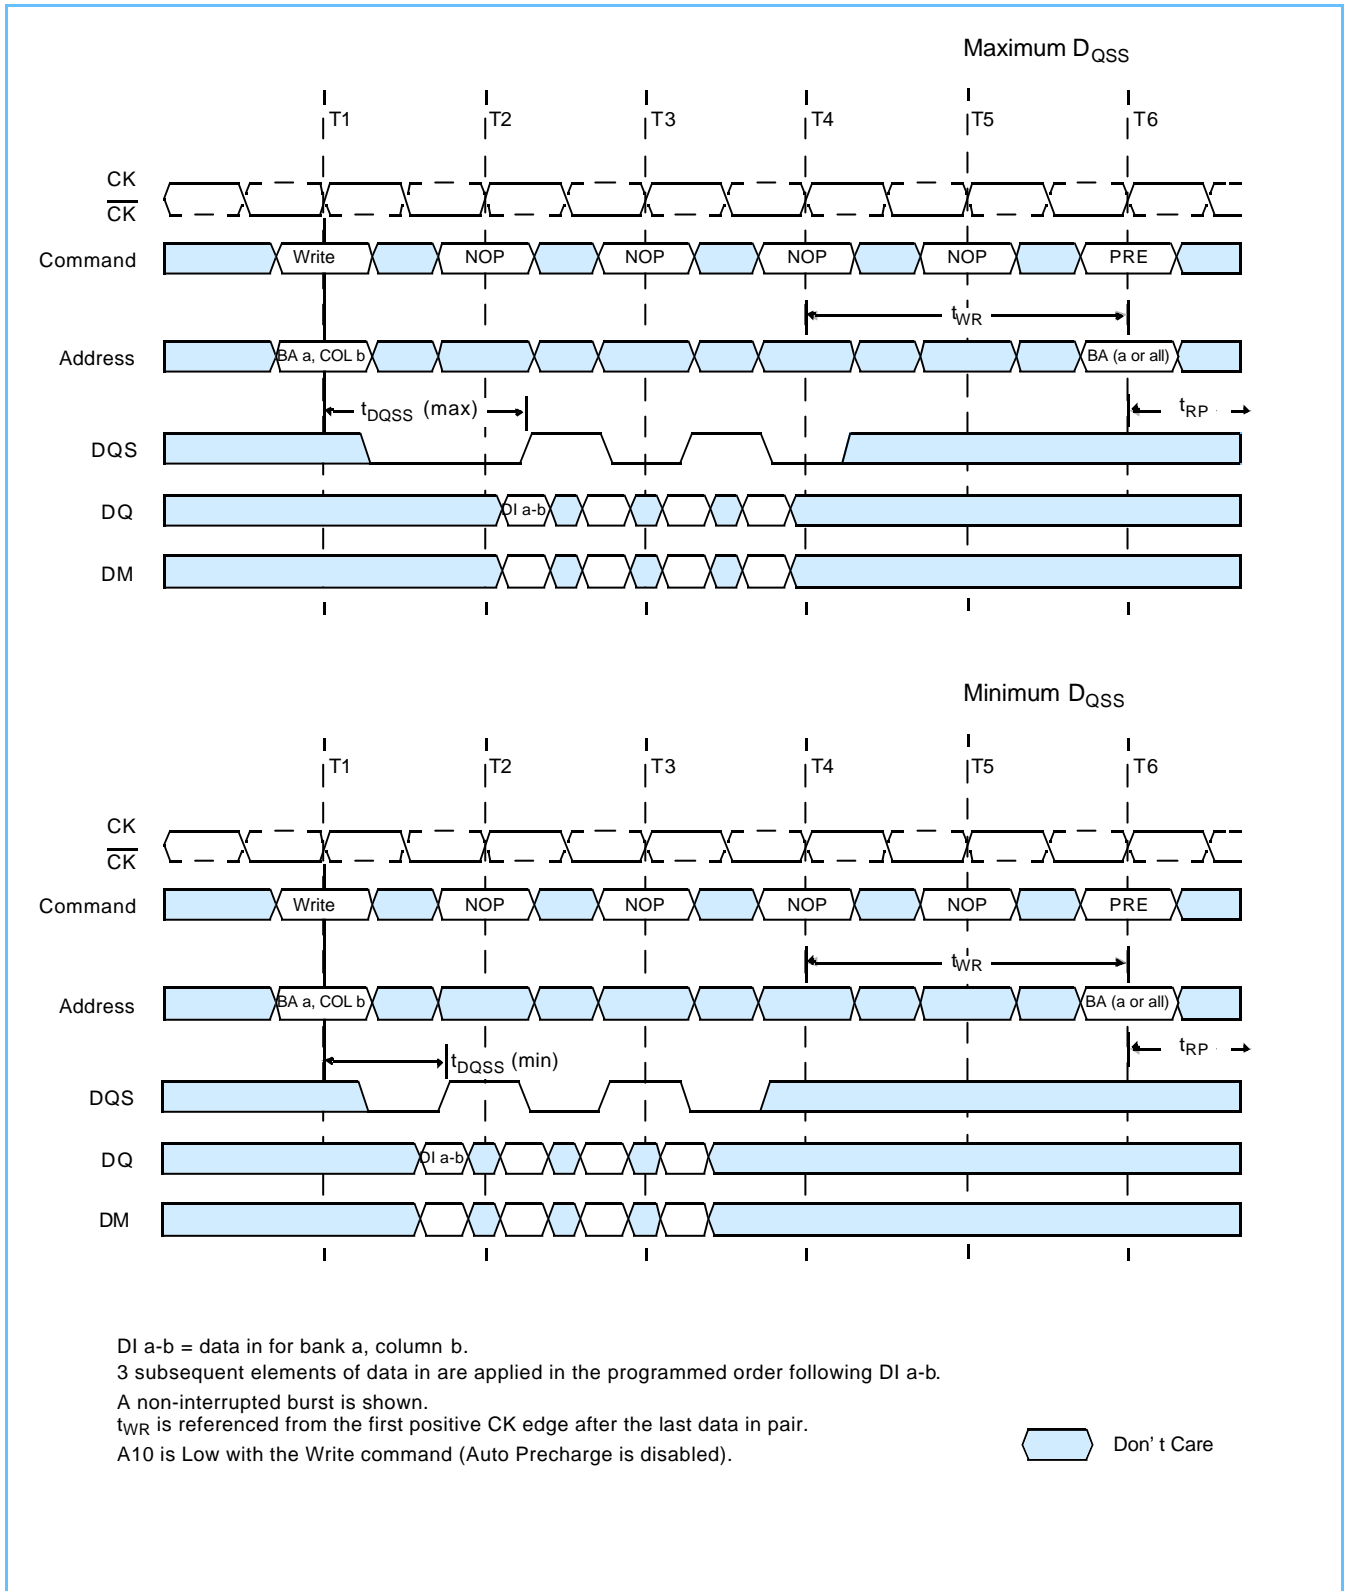 Maximum DQSS
T1 T2 T3 T4 T5 T6
CK
CK
Command Write NOP NOP NOP NOP PRE
tWR
Address BA a, COL b BA (a or all)
tDQSS (max) tRP
DQS
DQ DI a-b
DM
Minimum DQSS
T1 T2 T3 T4 T5 T6
CK
CK
Command Write NOP NOP NOP NOP PRE
tWR
Address BA a, COL b BA (a or all)
tDQSS (min) tRP
DQS
DQ DI a-b
DM
DI a-b = data in for bank a, column b.
3 subsequent elements of data in are applied in the programmed order following DI a-b.
A non-interrupted burst is shown.
tWR is referenced from the first positive CK edge after the last data in pair.
A10 is Low with the Write command (Auto Precharge is disabled).
Don' t Care